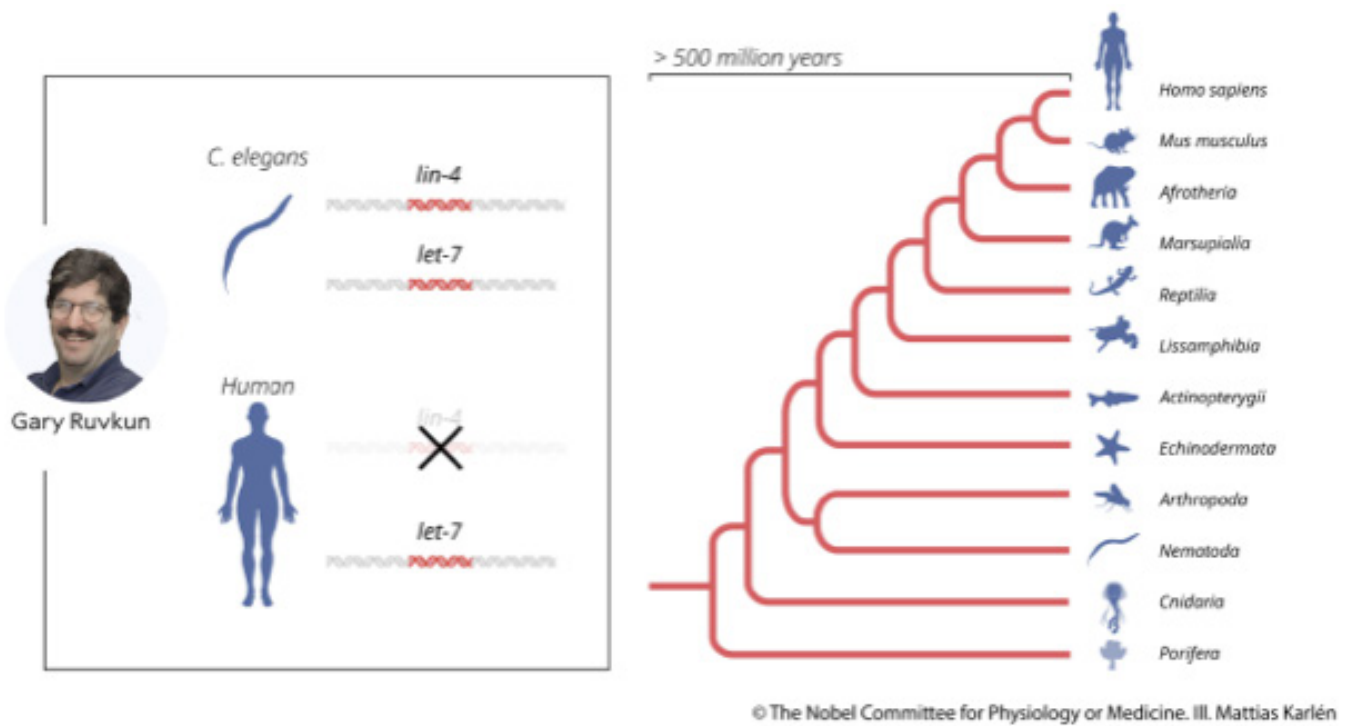 C. elegans
lin-4
let-7
Gary Ruvkun
Human
lin-4
let-7
> 500 million years
Homo sapiens
Mus musculus
Afrotheria
Marsupialia
Reptilia
Lissamphibia
Actinopterygii
Echinodermata
Arthropoda
Nematoda
Cnidaria
Porifera
© The Nobel Committee for Physiology or Medicine. Ill. Mattias Karlén